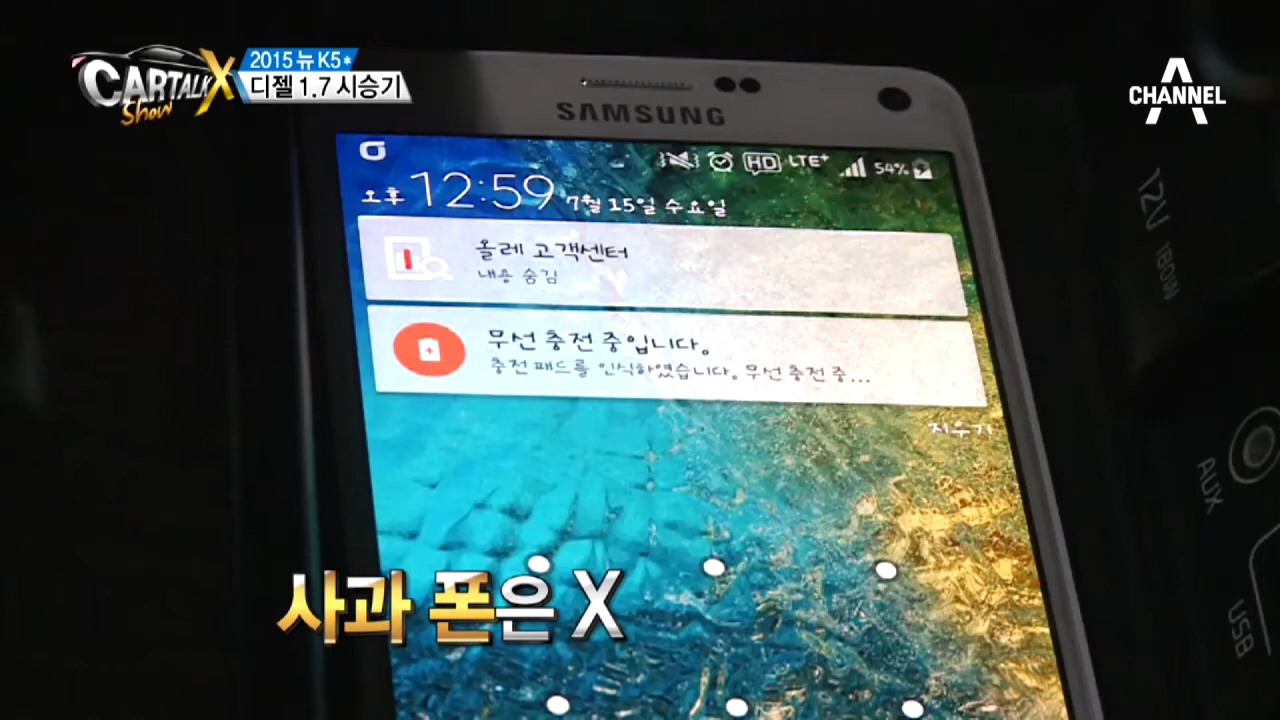 CARTALK X
Show
2015 뉴 K5*
디젤 1.7 시승기
CHANNEL A
SAMSUNG
HD LTE+ 54%
오후 12:59 7월 15일 수요일
올레 고객센터
내용 숨김
무선 충전 중입니다.
충전 패드를 인식하였습니다. 무선 충전 중...
지우기
12V 180W
AUX
USB
사과 폰은 X